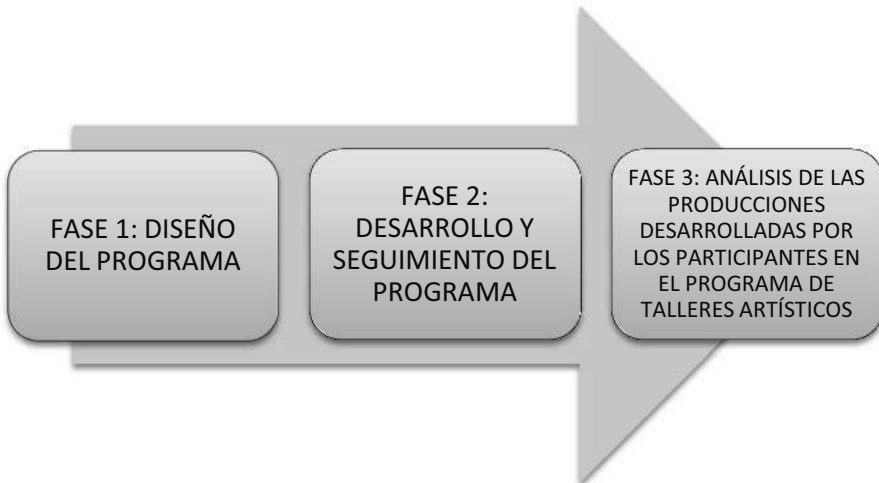 FASE 1: DISEÑO
DEL PROGRAMA
FASE 2:
DESARROLLO Y
SEGUIMIENTO DEL
PROGRAMA
FASE 3: ANÁLISIS DE LAS
PRODUCCIONES
DESARROLLADAS POR
LOS PARTICIPANTES EN
EL PROGRAMA DE
TALLERES ARTÍSTICOS